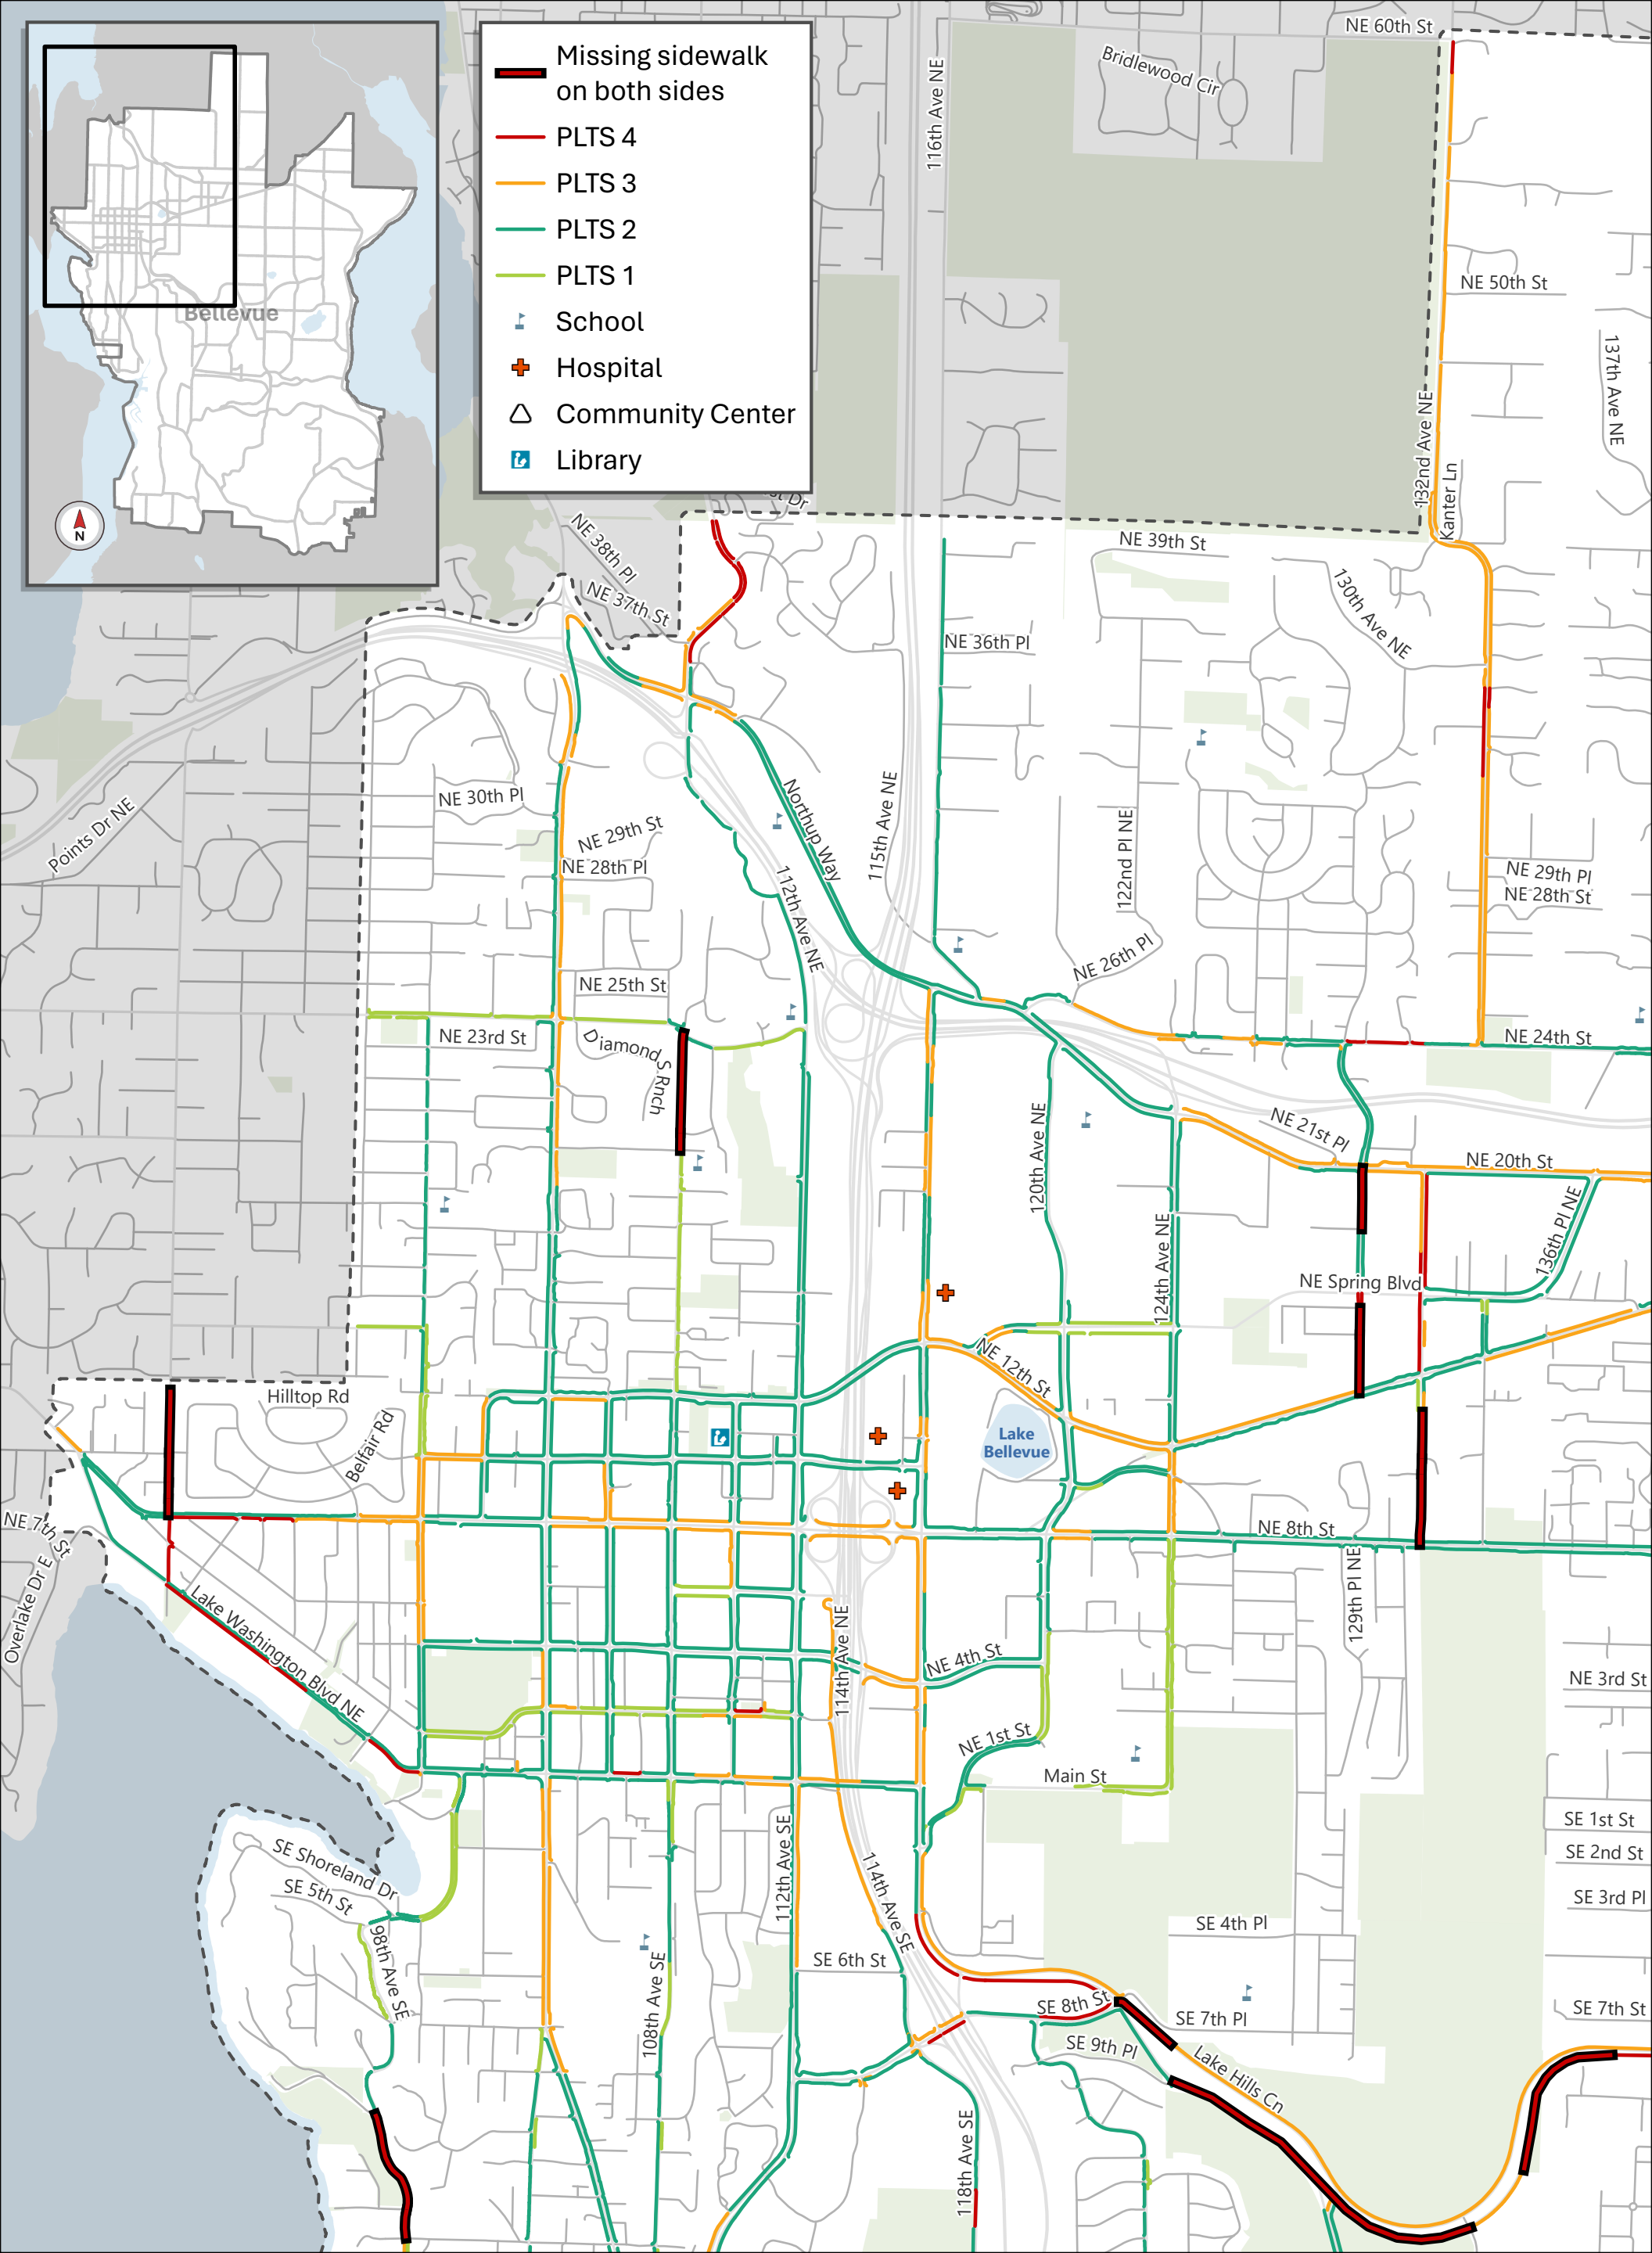 NE 60th St
Bridlewood Cir
116th Ave NE
Missing sidewalk
on both sides
PLTS 4
PLTS 3
PLTS 2
PLTS 1
School
Hospital
Community Center
Library
Bellevue
N
NE 50th St
137th Ave NE
132nd Ave NE
Kanter Ln
st Dr
NE 38th Pl
NE 37th St
NE 39th St
130th Ave NE
NE 36th Pl
Points Dr NE
NE 30th Pl
NE 29th St
NE 28th Pl
Northup Way
115th Ave NE
112th Ave NE
122nd Pl NE
NE 29th Pl
NE 28th St
NE 26th Pl
NE 25th St
NE 23rd St
Diamond S Rnch
NE 24th St
120th Ave NE
NE 21st Pl
NE 20th St
124th Ave NE
136th Pl NE
NE Spring Blvd
NE 12th St
Hilltop Rd
Belfair Rd
Lake
Bellevue
NE 7th St
NE 8th St
Overlake Dr E
Lake Washington Blvd NE
129th Pl NE
114th Ave NE
NE 4th St
NE 3rd St
NE 1st St
Main St
SE 1st St
SE 2nd St
SE 3rd Pl
SE Shoreland Dr
SE 5th St
98th Ave SE
112th Ave SE
114th Ave SE
SE 4th Pl
SE 6th St
108th Ave SE
SE 8th St
SE 7th Pl
SE 7th St
SE 9th Pl
Lake Hills Cn
118th Ave SE